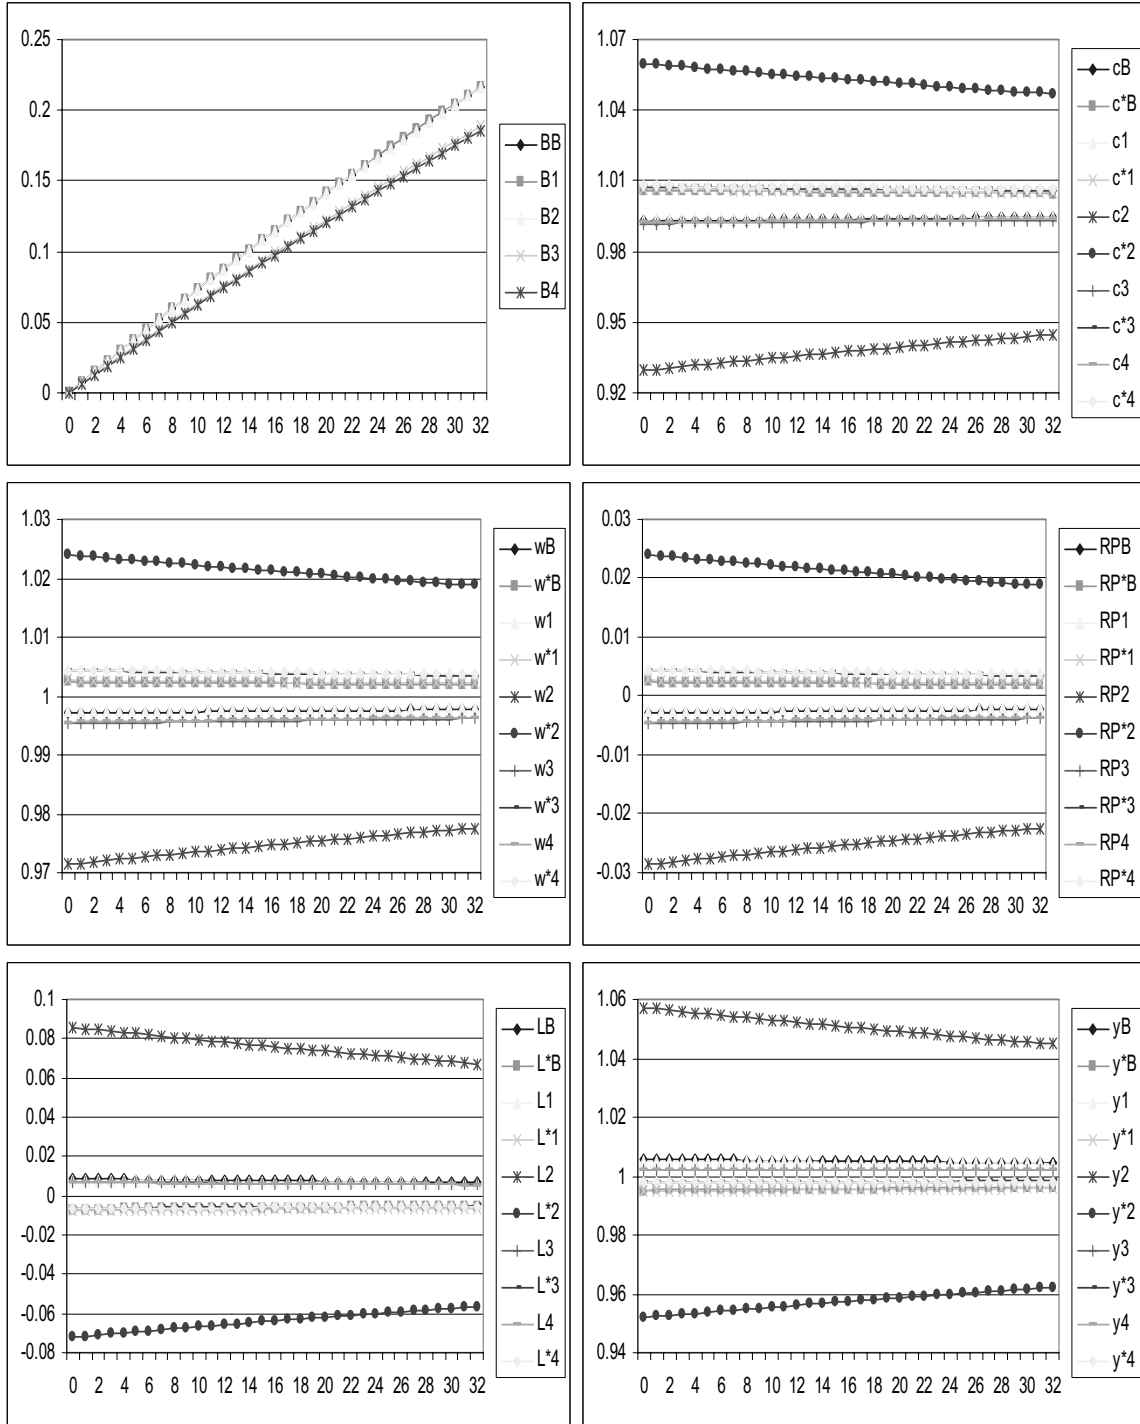 0.25
0.2
0.15
0.1
0.05
0
0 2 4 6 8 10 12 14 16 18 20 22 24 26 28 30 32
BB
B1
B2
B3
B4
1.07
1.04
1.01
0.98
0.95
0.92
0 2 4 6 8 10 12 14 16 18 20 22 24 26 28 30 32
cB
c*B
c1
c*1
c2
c*2
c3
c*3
c4
c*4
1.03
1.02
1.01
1
0.99
0.98
0.97
0 2 4 6 8 10 12 14 16 18 20 22 24 26 28 30 32
wB
w*B
w1
w*1
w2
w*2
w3
w*3
w4
w*4
0.03
0.02
0.01
0
-0.01
-0.02
-0.03
0 2 4 6 8 10 12 14 16 18 20 22 24 26 28 30 32
RPB
RP*B
RP1
RP*1
RP2
RP*2
RP3
RP*3
RP4
RP*4
0.1
0.08
0.06
0.04
0.02
0
-0.02
-0.04
-0.06
-0.08
0 2 4 6 8 10 12 14 16 18 20 22 24 26 28 30 32
LB
L*B
L1
L*1
L2
L*2
L3
L*3
L4
L*4
1.06
1.04
1.02
1
0.98
0.96
0.94
0 2 4 6 8 10 12 14 16 18 20 22 24 26 28 30 32
yB
y*B
y1
y*1
y2
y*2
y3
y*3
y4
y*4